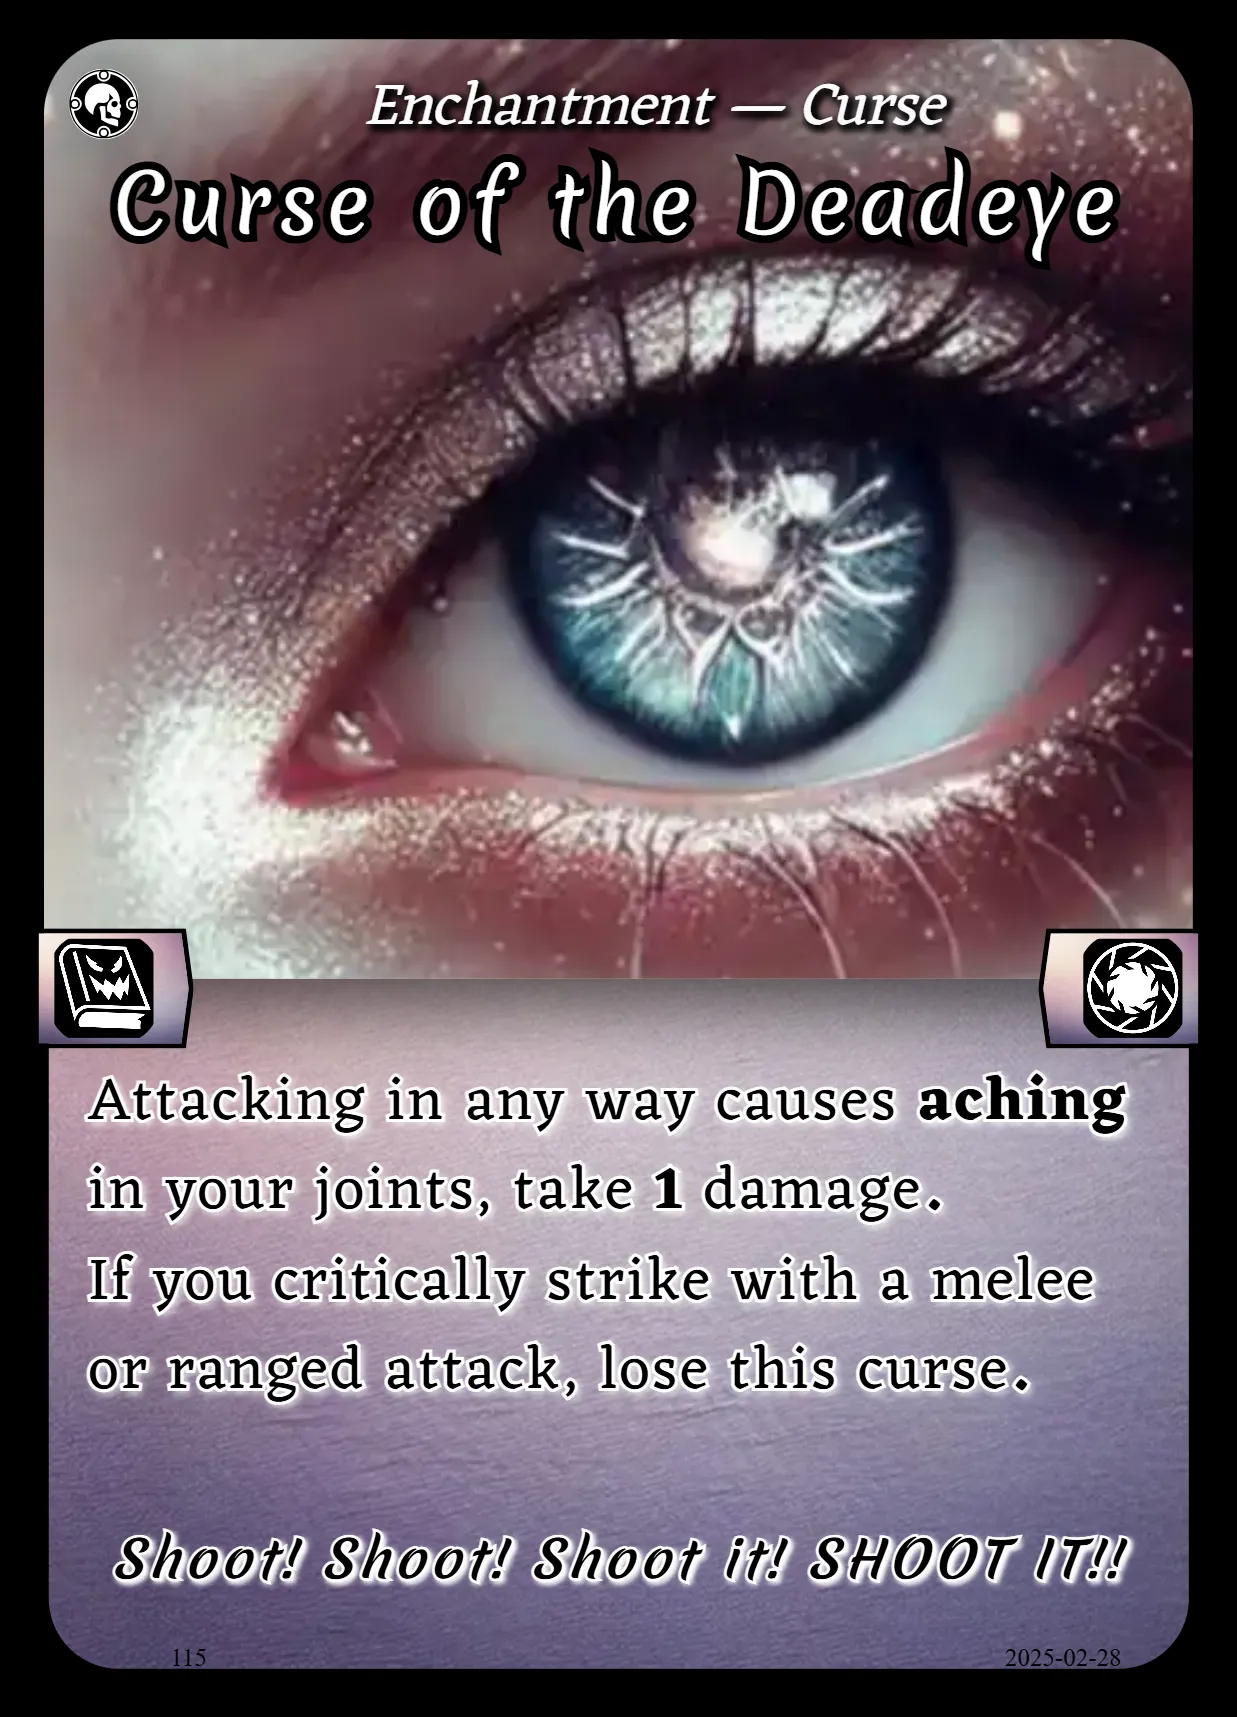 Enchantment — Curse
Curse of the Deadeye
Attacking in any way causes aching
in your joints, take 1 damage.
If you critically strike with a melee
or ranged attack, lose this curse.
Shoot! Shoot! Shoot it! SHOOT IT!!
115
2025-02-28